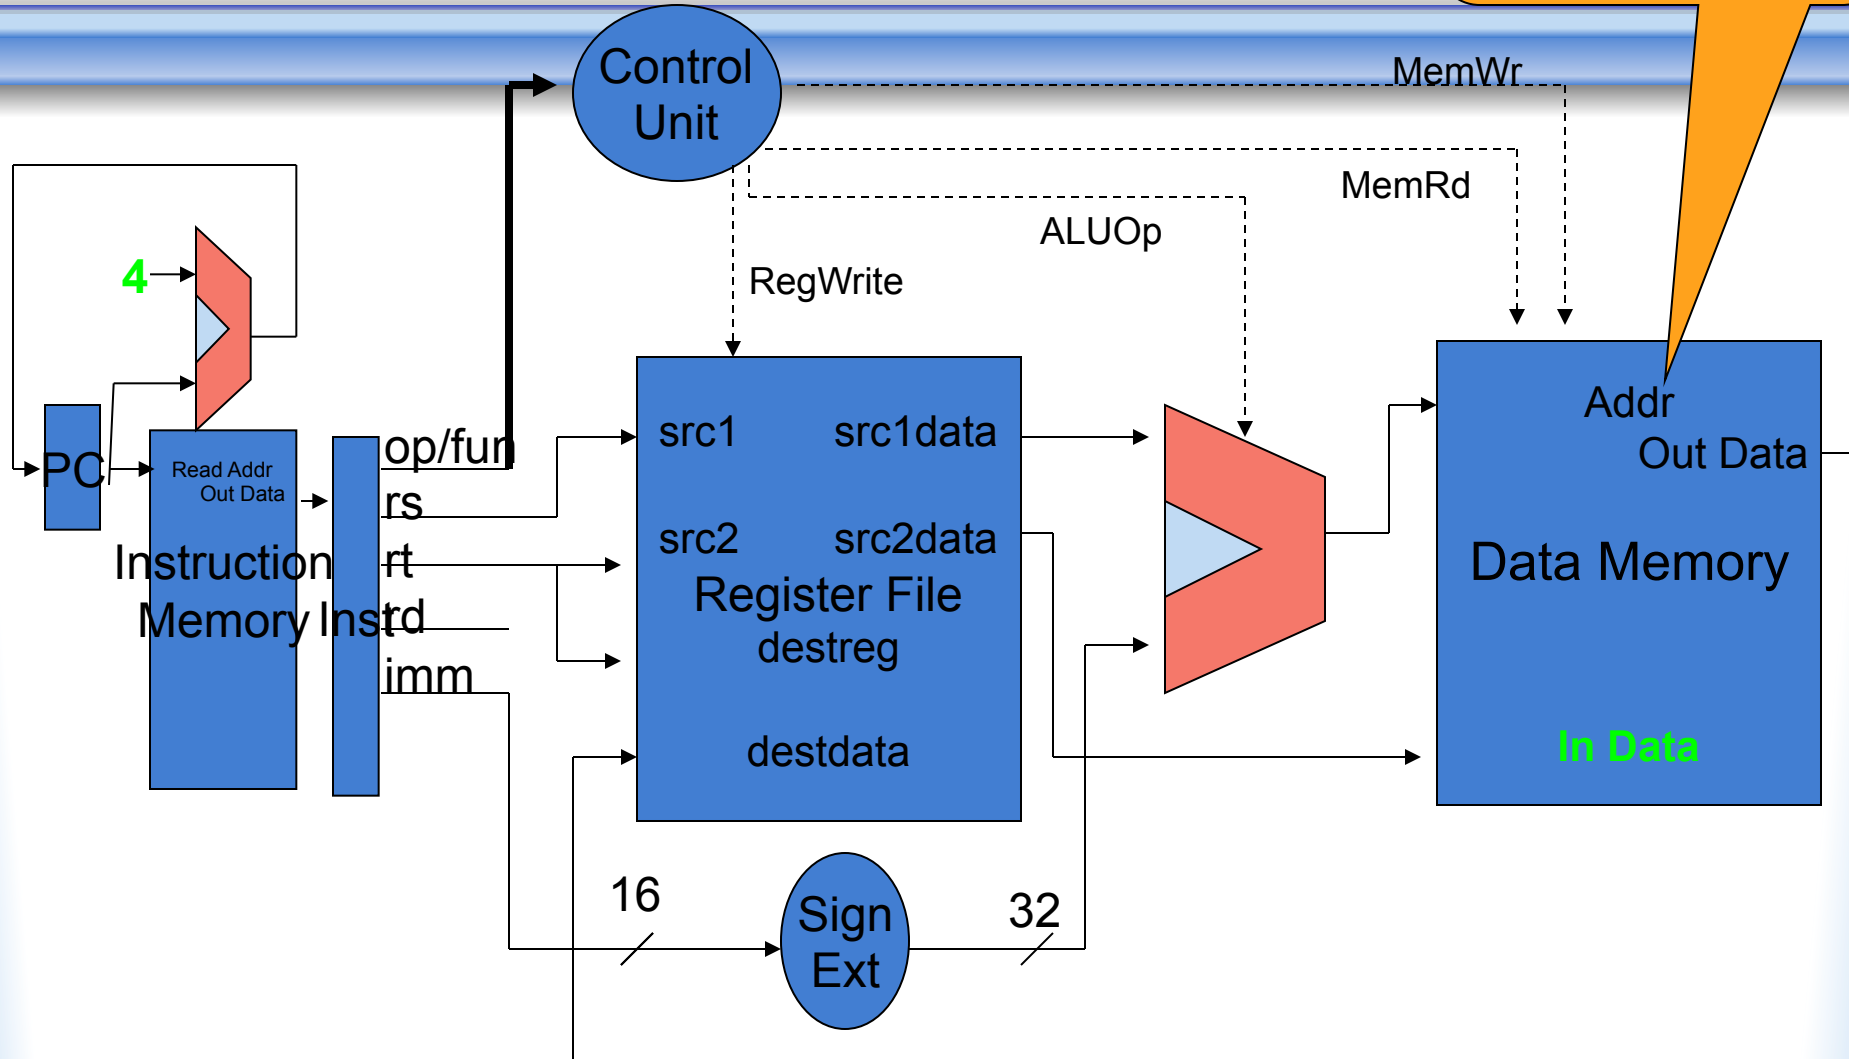 Control
Unit
MemWr
MemRd
ALUOp
RegWrite
4
PC
Read Addr
Out Data
Instruction
Memory
Inst
op/fun
rs
rt
rd
imm
src1
src1data
src2
src2data
Register File
destreg
destdata
Addr
Out Data
Data Memory
In Data
16
Sign
Ext
32